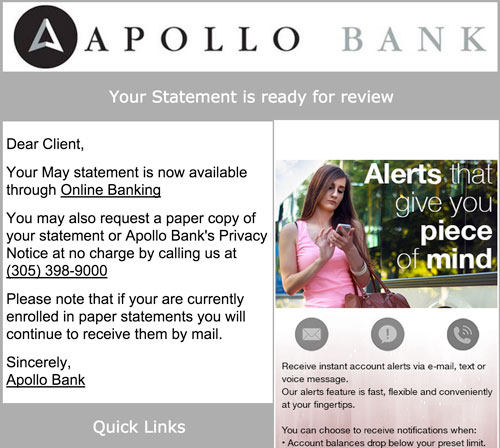 APOLLO BANK
Your Statement is ready for review
Dear Client,
Your May statement is now available
through Online Banking
You may also request a paper copy of
your statement or Apollo Bank's Privacy
Notice at no charge by calling us at
(305) 398-9000
Please note that if your are currently
enrolled in paper statements you will
continue to receive them by mail.
Sincerely,
Apollo Bank
Quick Links
Alerts that
give you
piece
of mind
Receive instant account alerts via e-mail, text or
voice message.
Our alerts feature is fast, flexible and conveniently
at your fingertips.
You can choose to receive notifications when:
• Account balances drop below your preset limit.